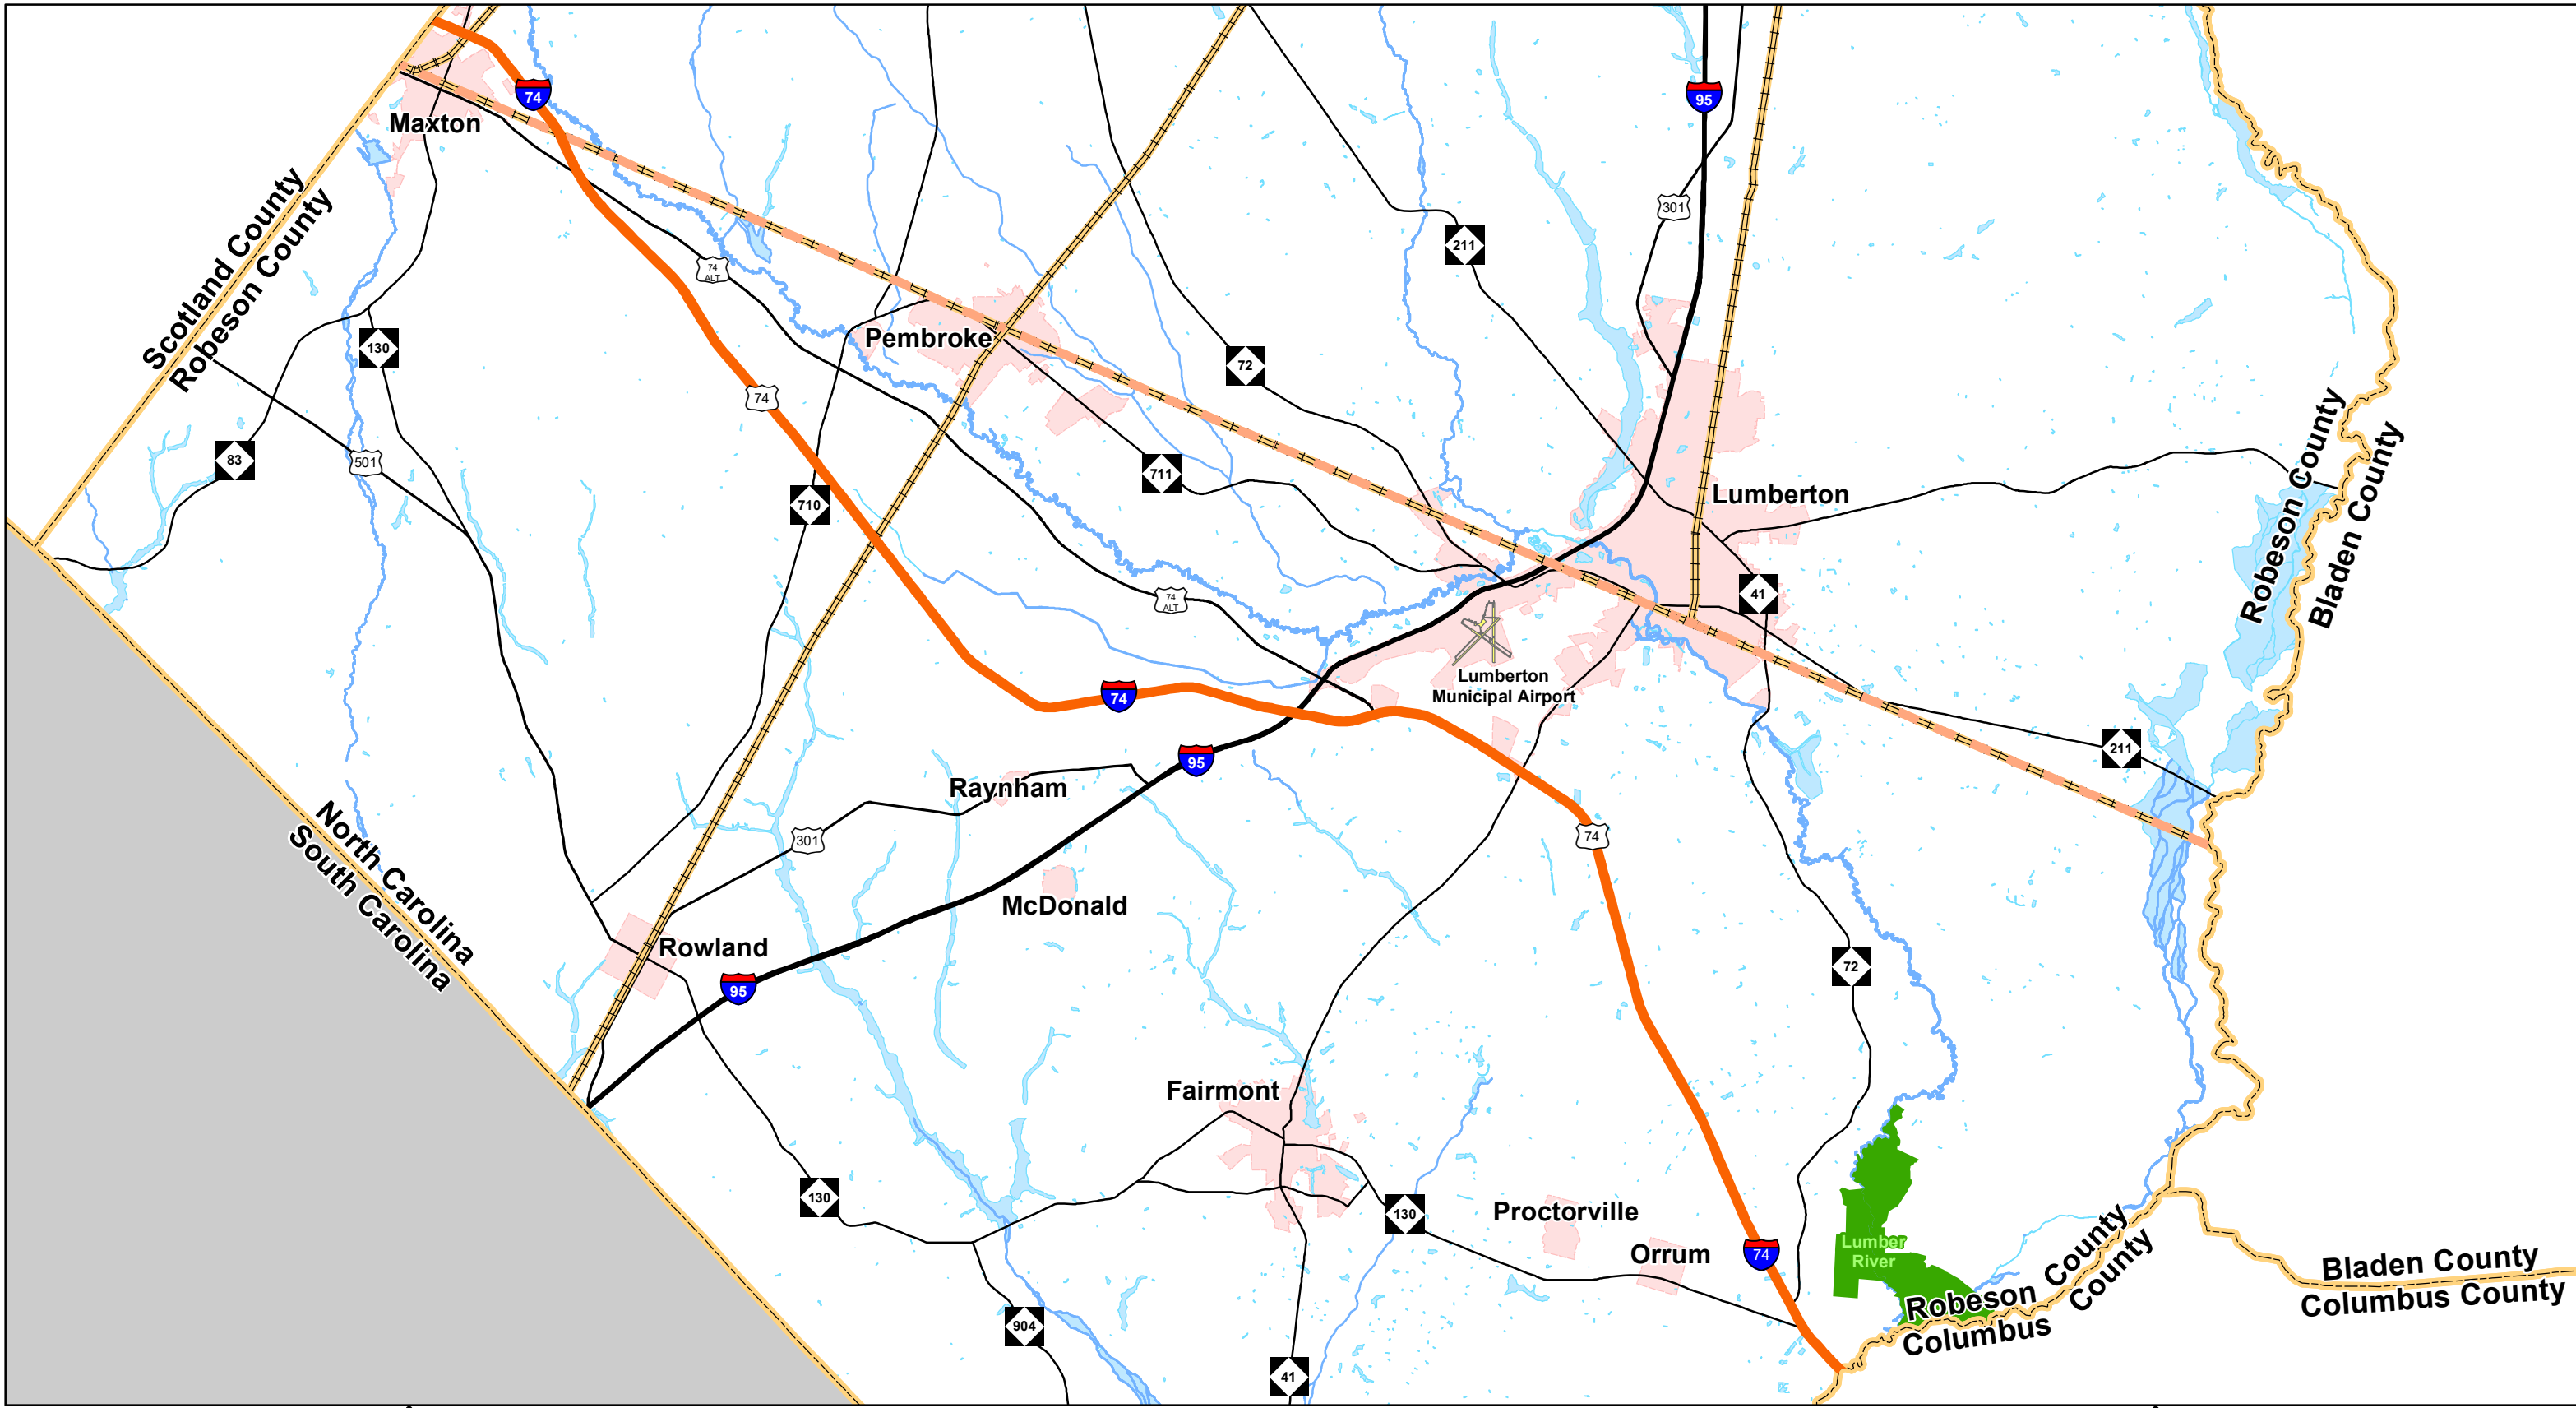 74
95
Maxton
Scotland County
Robeson County
301
211
74
ALT
130
Pembroke
72
74
83
501
711
710
Lumberton
Robeson County
Bladen County
41
74
ALT
Lumberton
Municipal Airport
74
95
211
Raynham
301
74
North Carolina
South Carolina
McDonald
Rowland
95
72
Fairmont
130
130
Proctorville
Orrum
74
Lumber
River
Robeson County
Columbus County
Bladen County
Columbus County
904
41